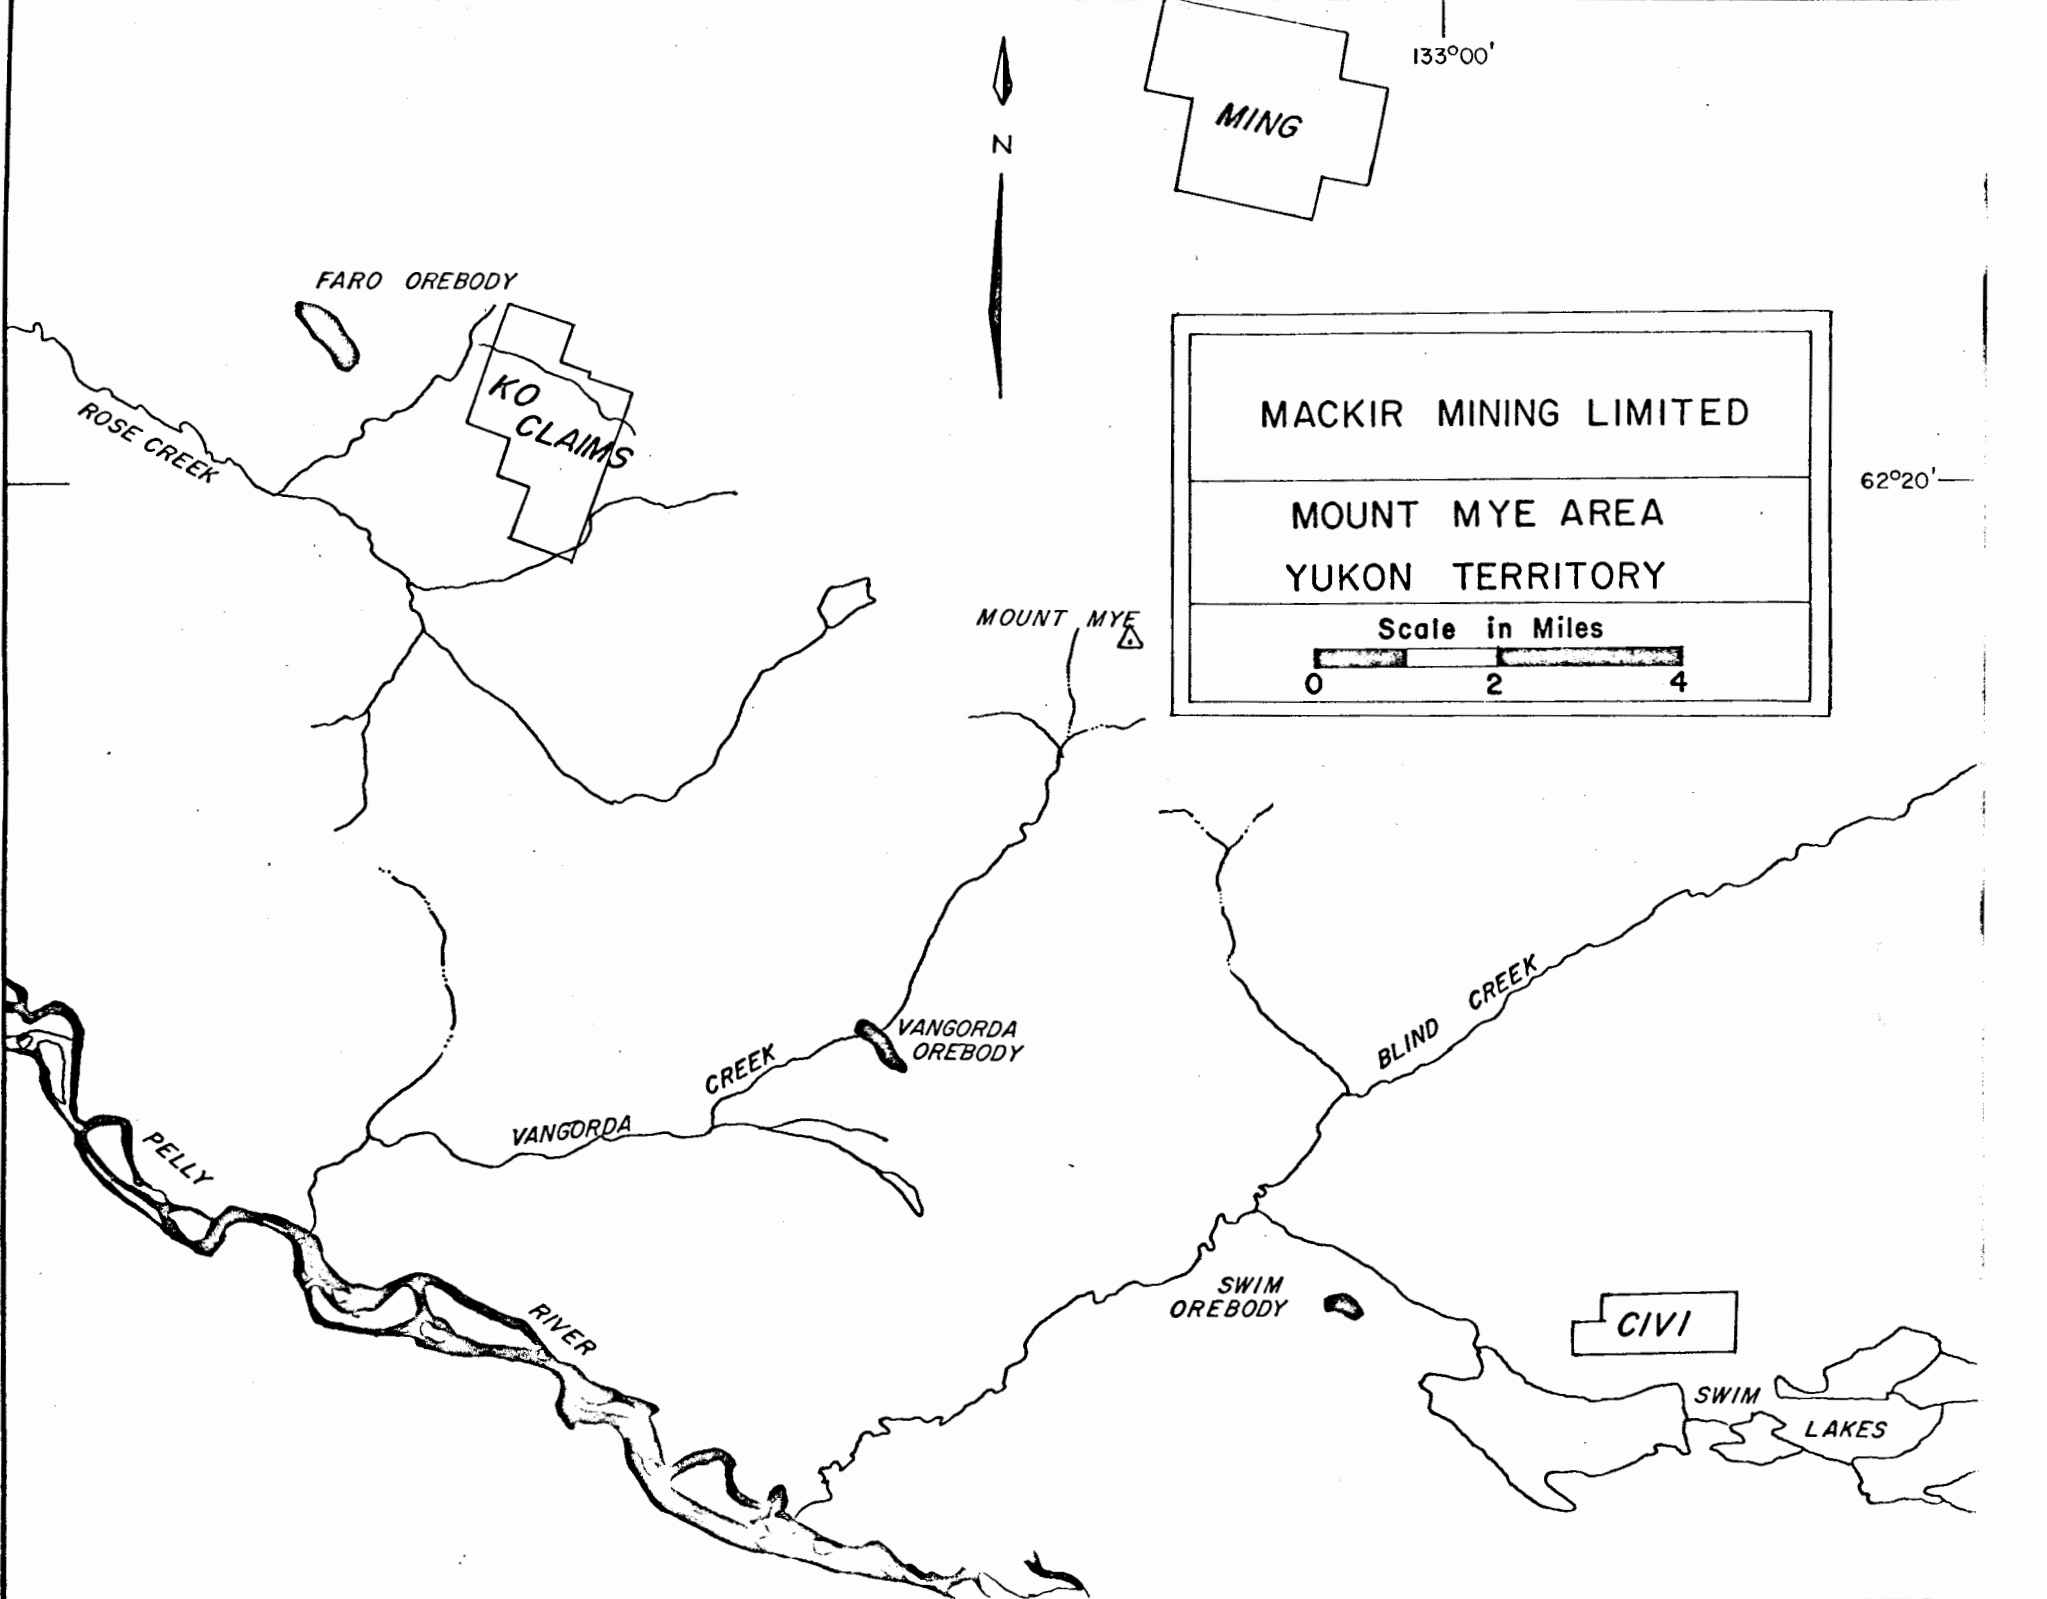 133°00'
MING
N
FARO OREBODY
KO
CLAIMS
ROSE CREEK
MACKIR MINING LIMITED
62°20'
MOUNT MYE AREA
YUKON TERRITORY
Scale in Miles
0 2 4
MOUNT MYE
BLIND CREEK
VANGORDA
OREBODY
VANGORDA CREEK
PELLY RIVER
SWIM
OREBODY
CIVI
SWIM
LAKES